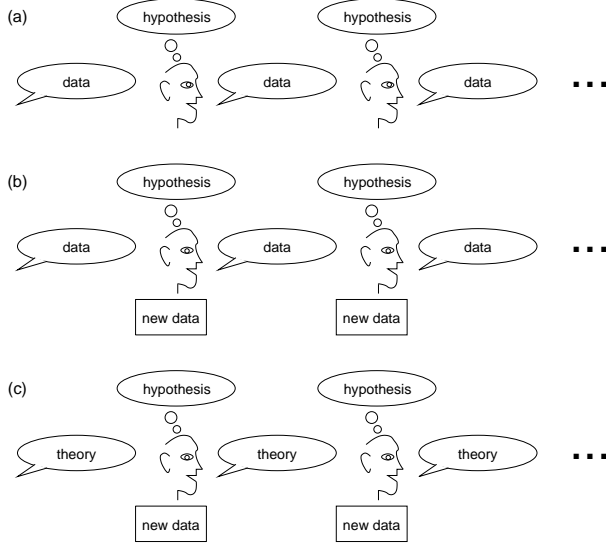 (a)
hypothesis hypothesis
data data data ...
(b)
hypothesis hypothesis
data data data ...
new data new data
(c)
hypothesis hypothesis
theory theory theory ...
new data new data